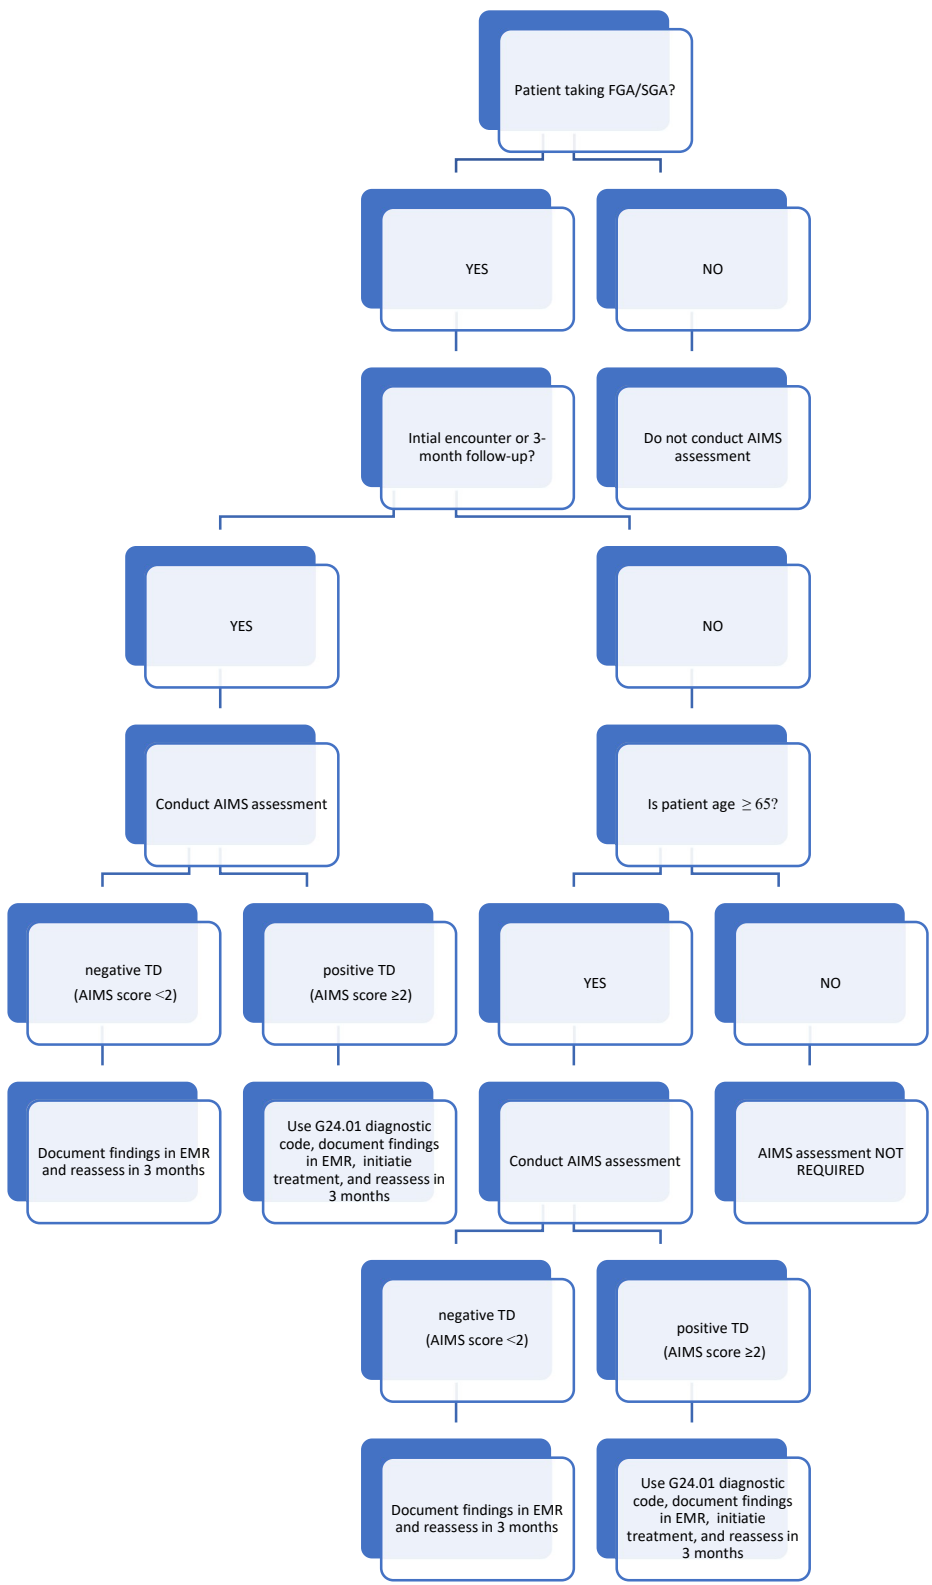 Patient taking FGA/SGA?
YES
NO
Intial encounter or 3-
month follow-up?
Do not conduct AIMS
assessment
YES
NO
Conduct AIMS assessment
Is patient age ≥ 65?
negative TD
(AIMS score <2)
positive TD
(AIMS score ≥2)
YES
NO
Document findings in EMR
and reassess in 3 months
Use G24.01 diagnostic
code, document findings
in EMR, initiatie
treatment, and reassess in
3 months
Conduct AIMS assessment
AIMS assessment NOT
REQUIRED
negative TD
(AIMS score <2)
positive TD
(AIMS score ≥2)
Document findings in EMR
and reassess in 3 months
Use G24.01 diagnostic
code, document findings
in EMR, initiatie
treatment, and reassess in
3 months